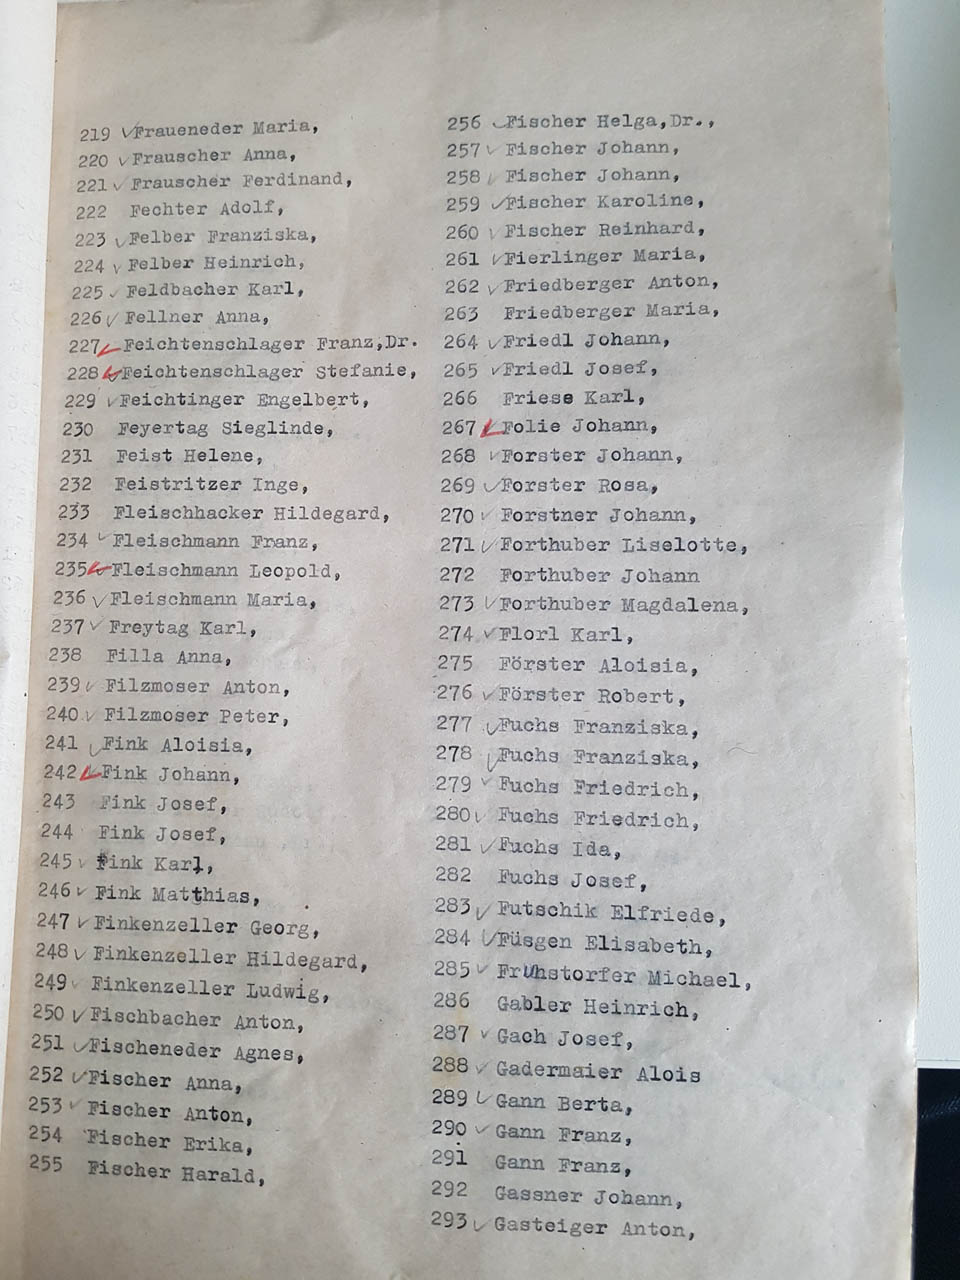 219 ✓Fraueneder Maria,
220 ✓Frauscher Anna,
221 ✓Frauscher Ferdinand,
222 Fechter Adolf,
223 ✓Felber Franziska,
224 ✓Felber Heinrich,
225 ✓Feldbacher Karl,
226 ✓Fellner Anna,
227 ✓Feichtenschlager Franz,Dr.
228 ✓Feichtenschlager Stefanie,
229 ✓Feichtinger Engelbert,
230 Feyertag Sieglinde,
231 Feist Helene,
232 Feistritzer Inge,
233 Fleischhacker Hildegard,
234 ✓Fleischmann Franz,
235 ✓Fleischmann Leopold,
236 ✓Fleischmann Maria,
237 ✓Freytag Karl,
238 Filla Anna,
239 ✓Filzmoser Anton,
240 ✓Filzmoser Peter,
241 ✓Fink Aloisia,
242 ✓Fink Johann,
243 Fink Josef,
244 Fink Josef,
245 ✓Fink Karl,
246 ✓Fink Matthias,
247 ✓Finkenzeller Georg,
248 ✓Finkenzeller Hildegard,
249 ✓Finkenzeller Ludwig,
250 ✓Fischbacher Anton,
251 ✓Fischeneder Agnes,
252 ✓Fischer Anna,
253 ✓Fischer Anton,
254 Fischer Erika,
255 Fischer Harald,
256 ✓Fischer Helga,Dr.,
257 ✓Fischer Johann,
258 ✓Fischer Johann,
259 ✓Fischer Karoline,
260 ✓Fischer Reinhard,
261 ✓Fierlinger Maria,
262 ✓Friedberger Anton,
263 Friedberger Maria,
264 ✓Friedl Johann,
265 ✓Friedl Josef,
266 Friese Karl,
267 ✓Folie Johann,
268 ✓Forster Johann,
269 ✓Forster Rosa,
270 ✓Forstner Johann,
271 ✓Forthuber Liselotte,
272 Forthuber Johann
273 ✓Forthuber Magdalena,
274 ✓Florl Karl,
275 Förster Aloisia,
276 ✓Förster Robert,
277 ✓Fuchs Franziska,
278 ✓Fuchs Franziska,
279 ✓Fuchs Friedrich,
280 ✓Fuchs Friedrich,
281 ✓Fuchs Ida,
282 Fuchs Josef,
283 ✓Futschik Elfriede,
284 ✓Füsgen Elisabeth,
285 ✓Fruhstorfer Michael,
286 Gabler Heinrich,
287 ✓Gach Josef,
288 ✓Gadermaier Alois
289 ✓Gann Berta,
290 ✓Gann Franz,
291 Gann Franz,
292 Gassner Johann,
293 ✓Gasteiger Anton,